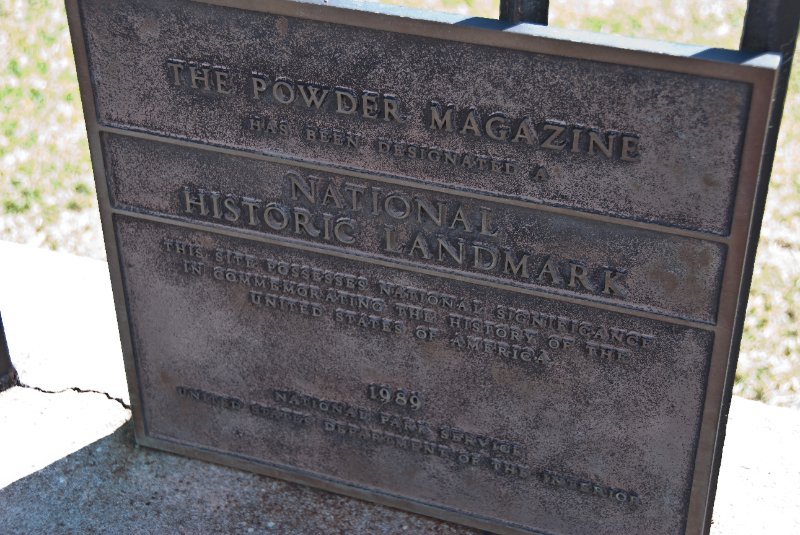 THE POWDER MAGAZINE
HAS BEEN DESIGNATED A
NATIONAL
HISTORIC LANDMARK
THIS SITE POSSESSES NATIONAL SIGNIFICANCE
IN COMMEMORATING THE HISTORY OF THE
UNITED STATES OF AMERICA
1989
NATIONAL PARK SERVICE
UNITED STATES DEPARTMENT OF THE INTERIOR